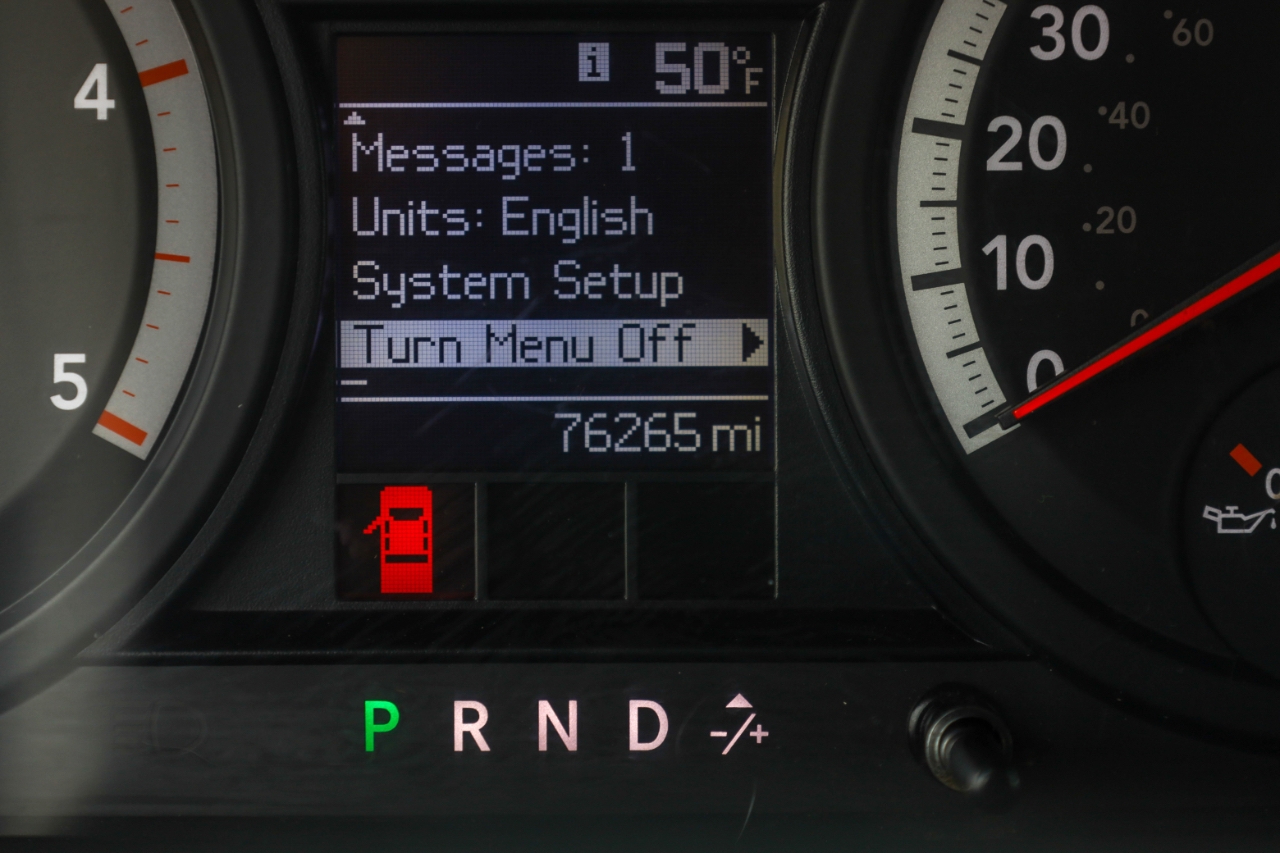 i 50°F
Messages: 1
Units: English
System Setup
Turn Menu Off
76265 mi
4
5
30
20
10
0
60
40
20
0
P R N D -/+